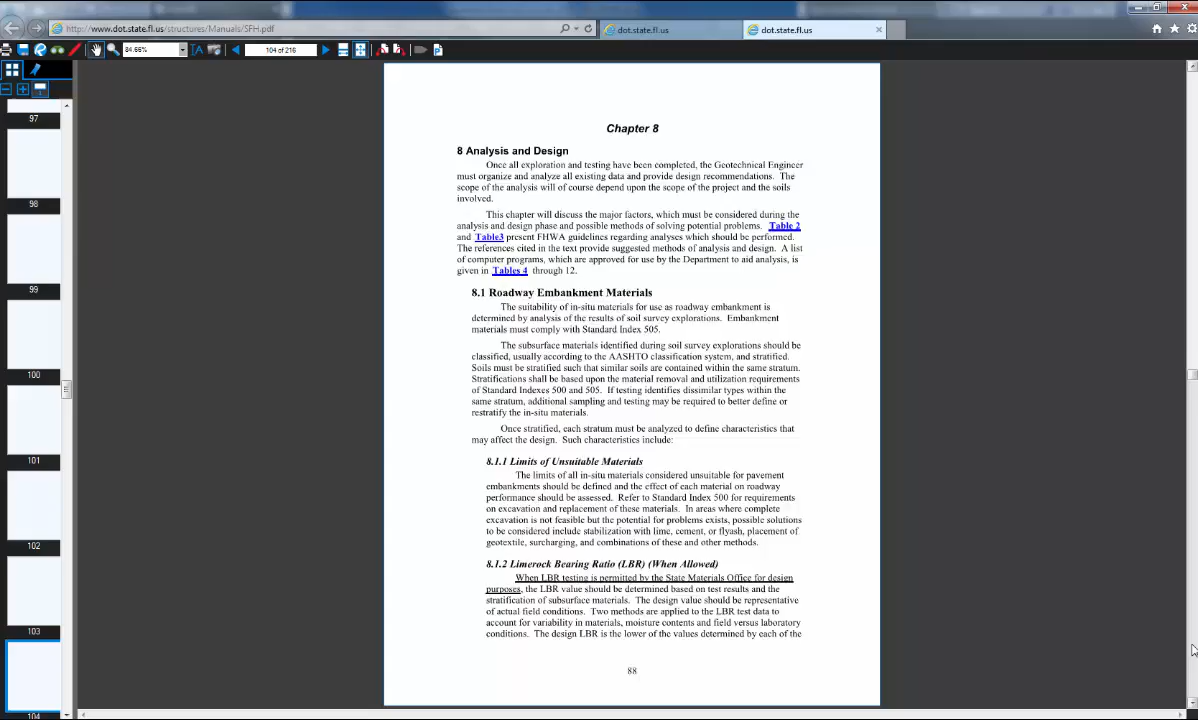 http://www.dot.state.fl.us/structures/Manuals/SFH.pdf
dot.state.fl.us
dot.state.fl.us
84.66%
104 of 216
97
98
99
100
101
102
103
104
Chapter 8
8 Analysis and Design
Once all exploration and testing have been completed, the Geotechnical Engineer
must organize and analyze all existing data and provide design recommendations. The
scope of the analysis will of course depend upon the scope of the project and the soils
involved.
This chapter will discuss the major factors, which must be considered during the
analysis and design phase and possible methods of solving potential problems. Table 2
and Table3 present FHWA guidelines regarding analyses which should be performed.
The references cited in the text provide suggested methods of analysis and design. A list
of computer programs, which are approved for use by the Department to aid analysis, is
given in Tables 4 through 12.
8.1 Roadway Embankment Materials
The suitability of in-situ materials for use as roadway embankment is
determined by analysis of the results of soil survey explorations. Embankment
materials must comply with Standard Index 505.
The subsurface materials identified during soil survey explorations should be
classified, usually according to the AASHTO classification system, and stratified.
Soils must be stratified such that similar soils are contained within the same stratum.
Stratifications shall be based upon the material removal and utilization requirements
of Standard Indexes 500 and 505. If testing identifies dissimilar types within the
same stratum, additional sampling and testing may be required to better define or
restratify the in-situ materials.
Once stratified, each stratum must be analyzed to define characteristics that
may affect the design. Such characteristics include:
8.1.1 Limits of Unsuitable Materials
The limits of all in-situ materials considered unsuitable for pavement
embankments should be defined and the effect of each material on roadway
performance should be assessed. Refer to Standard Index 500 for requirements
on excavation and replacement of these materials. In areas where complete
excavation is not feasible but the potential for problems exists, possible solutions
to be considered include stabilization with lime, cement, or flyash, placement of
geotextile, surcharging, and combinations of these and other methods.
8.1.2 Limerock Bearing Ratio (LBR) (When Allowed)
When LBR testing is permitted by the State Materials Office for design
purposes, the LBR value should be determined based on test results and the
stratification of subsurface materials. The design value should be representative
of actual field conditions. Two methods are applied to the LBR test data to
account for variability in materials, moisture contents and field versus laboratory
conditions. The design LBR is the lower of the values determined by each of the
88